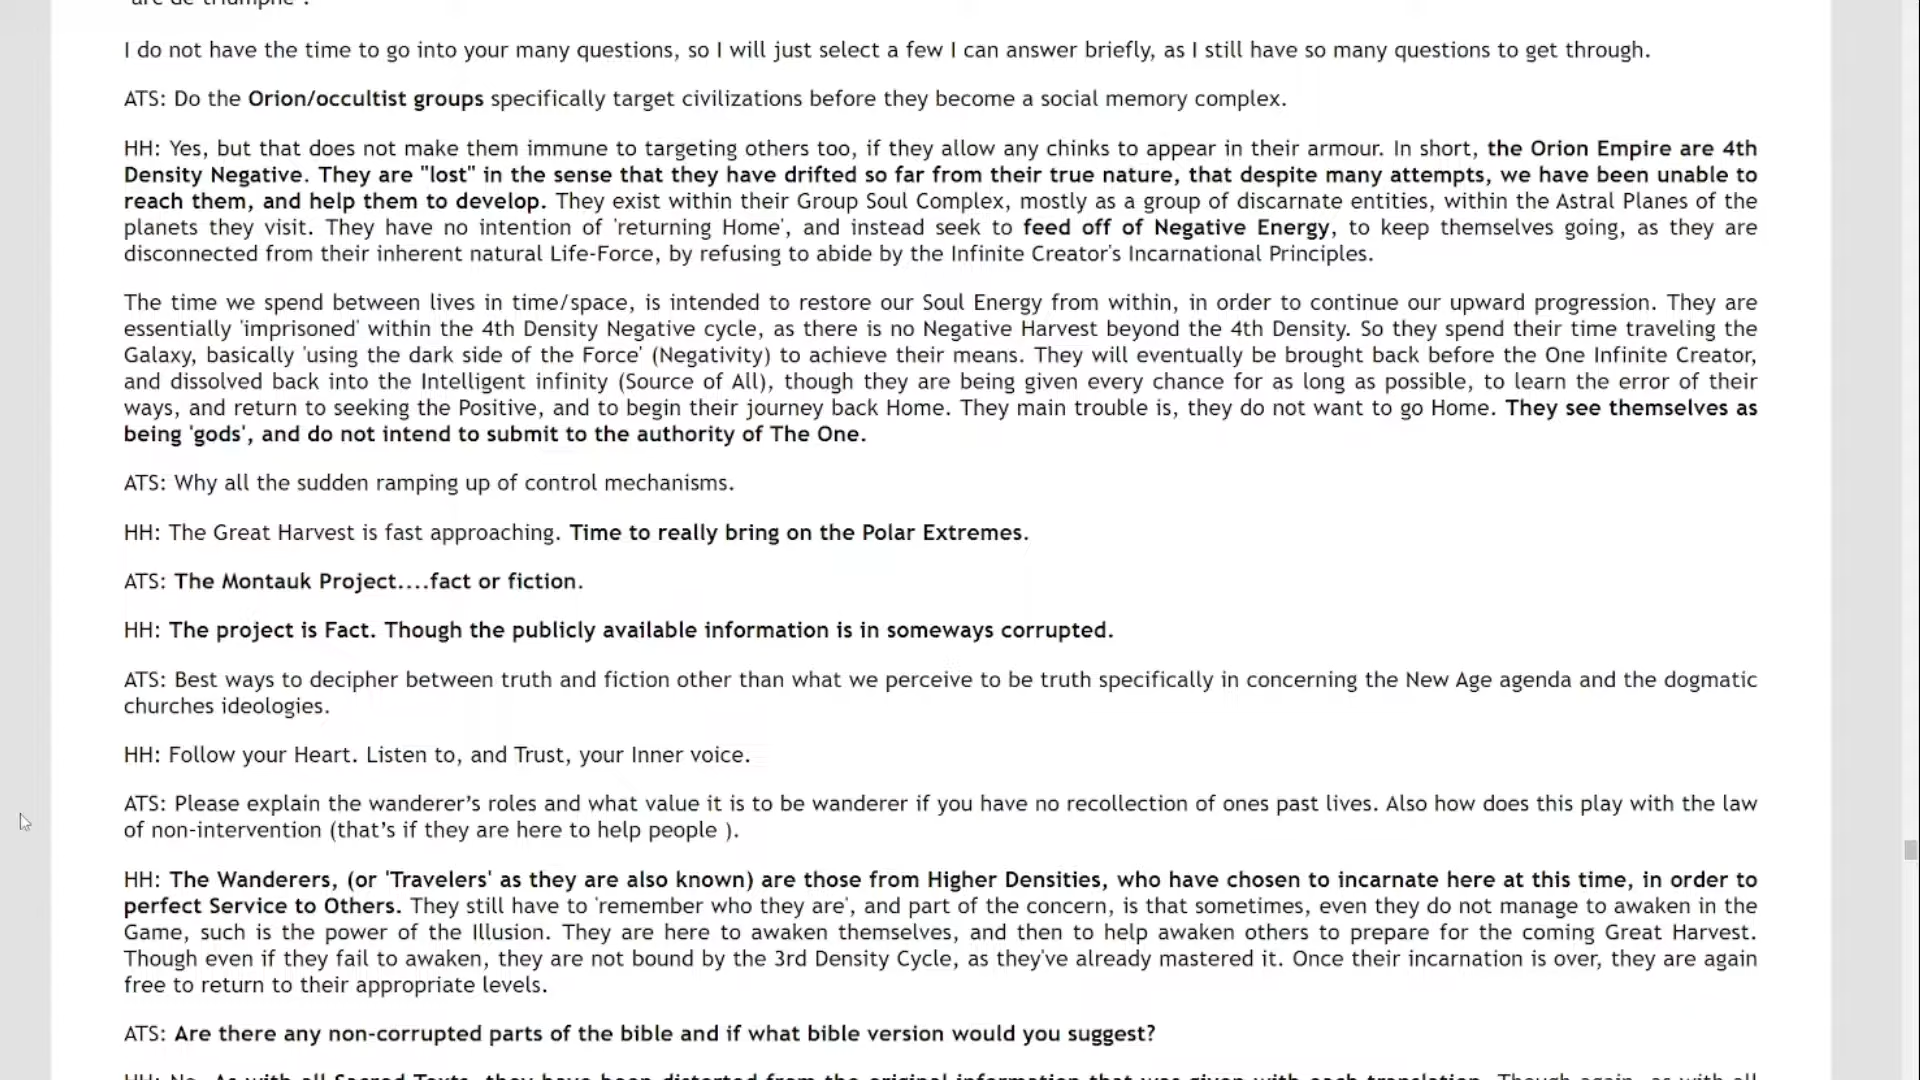 I do not have the time to go into your many questions, so I will just select a few I can answer briefly, as I still have so many questions to get through.
ATS: Do the Orion/occultist groups specifically target civilizations before they become a social memory complex.
HH: Yes, but that does not make them immune to targeting others too, if they allow any chinks to appear in their armour. In short, the Orion Empire are 4th
Density Negative. They are "lost" in the sense that they have drifted so far from their true nature, that despite many attempts, we have been unable to
reach them, and help them to develop. They exist within their Group Soul Complex, mostly as a group of discarnate entities, within the Astral Planes of the
planets they visit. They have no intention of 'returning Home', and instead seek to feed off of Negative Energy, to keep themselves going, as they are
disconnected from their inherent natural Life-Force, by refusing to abide by the Infinite Creator's Incarnational Principles.
The time we spend between lives in time/space, is intended to restore our Soul Energy from within, in order to continue our upward progression. They are
essentially 'imprisoned' within the 4th Density Negative cycle, as there is no Negative Harvest beyond the 4th Density. So they spend their time traveling the
Galaxy, basically 'using the dark side of the Force' (Negativity) to achieve their means. They will eventually be brought back before the One Infinite Creator,
and dissolved back into the Intelligent infinity (Source of All), though they are being given every chance for as long as possible, to learn the error of their
ways, and return to seeking the Positive, and to begin their journey back Home. They main trouble is, they do not want to go Home. They see themselves as
being 'gods', and do not intend to submit to the authority of The One.
ATS: Why all the sudden ramping up of control mechanisms.
HH: The Great Harvest is fast approaching. Time to really bring on the Polar Extremes.
ATS: The Montauk Project....fact or fiction.
HH: The project is Fact. Though the publicly available information is in someways corrupted.
ATS: Best ways to decipher between truth and fiction other than what we perceive to be truth specifically in concerning the New Age agenda and the dogmatic
churches ideologies.
HH: Follow your Heart. Listen to, and Trust, your Inner voice.
ATS: Please explain the wanderer’s roles and what value it is to be wanderer if you have no recollection of ones past lives. Also how does this play with the law
of non-intervention (that’s if they are here to help people ).
HH: The Wanderers, (or 'Travelers' as they are also known) are those from Higher Densities, who have chosen to incarnate here at this time, in order to
perfect Service to Others. They still have to 'remember who they are', and part of the concern, is that sometimes, even they do not manage to awaken in the
Game, such is the power of the Illusion. They are here to awaken themselves, and then to help awaken others to prepare for the coming Great Harvest.
Though even if they fail to awaken, they are not bound by the 3rd Density Cycle, as they've already mastered it. Once their incarnation is over, they are again
free to return to their appropriate levels.
ATS: Are there any non-corrupted parts of the bible and if what bible version would you suggest?